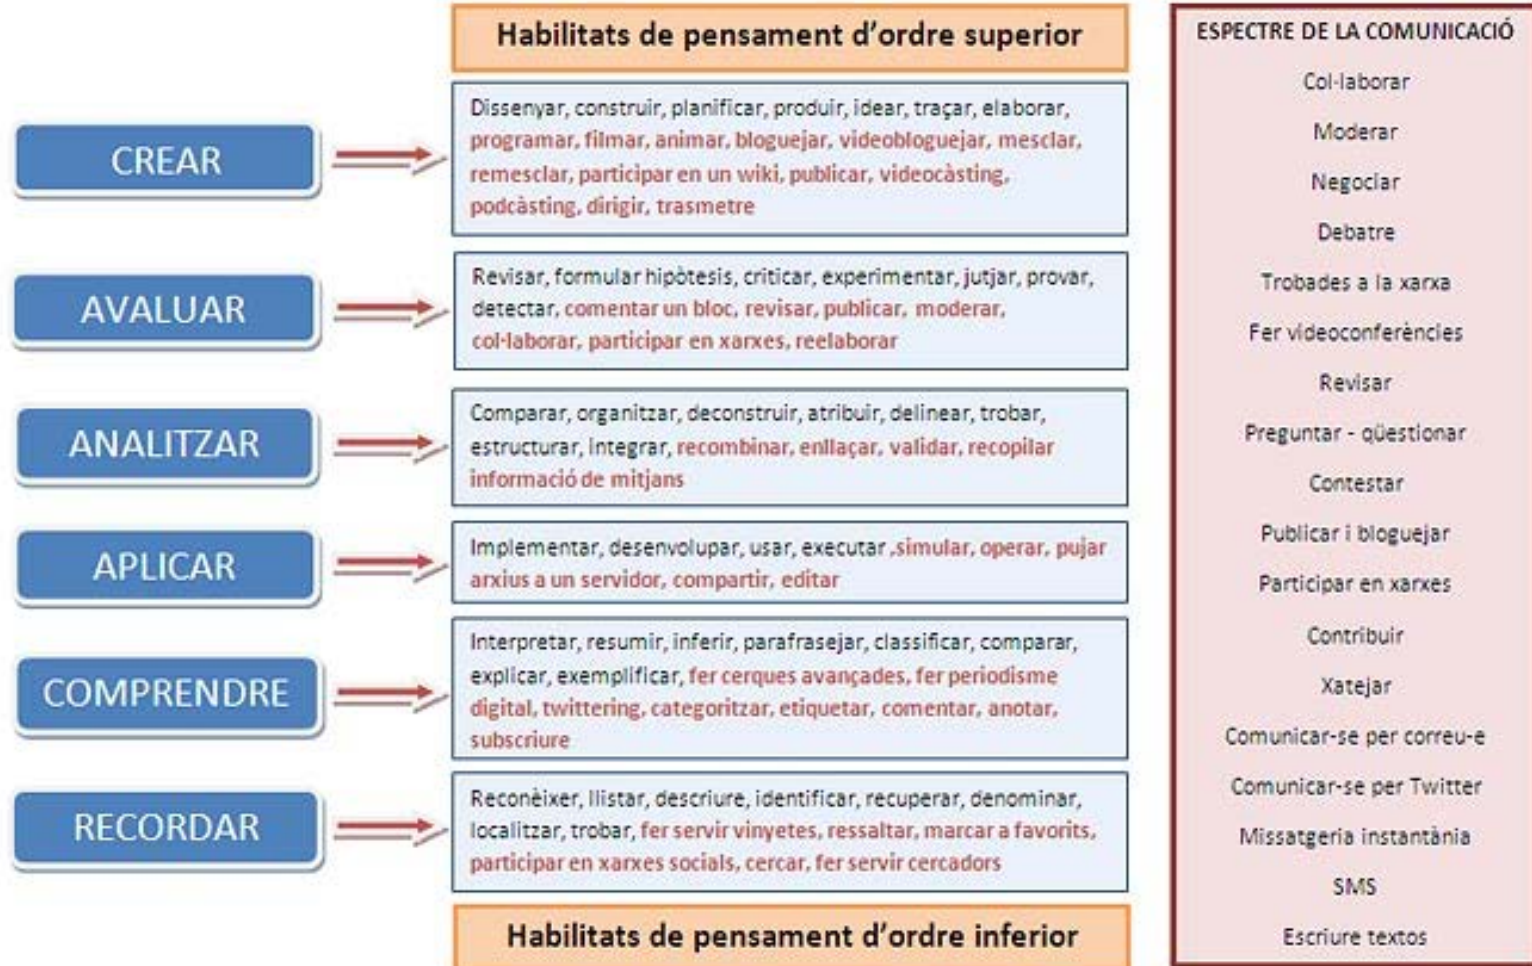 Habilitats de pensament d'ordre superior
CREAR
Dissenyar, construir, planificar, produir, idear, traçar, elaborar,
programar, filmar, animar, bloguejar, videobloguejar, mesclar,
remesclar, participar en un wiki, publicar, videocàsting,
podcàsting, dirigir, trasmetre
AVALUAR
Revisar, formular hipòtesis, criticar, experimentar, jutjar, provar,
detectar, comentar un bloc, revisar, publicar, moderar,
col·laborar, participar en xarxes, reelaborar
ANALITZAR
Comparar, organitzar, deconstruir, atribuir, delinear, trobar,
estructurar, integrar, recombinar, enllaçar, validar, recopilar
informació de mitjans
APLICAR
Implementar, desenvolupar, usar, executar ,simular, operar, pujar
arxius a un servidor, compartir, editar
COMPRENDRE
Interpretar, resumir, inferir, parafrasejar, classificar, comparar,
explicar, exemplificar, fer cerques avançades, fer periodisme
digital, twittering, categoritzar, etiquetar, comentar, anotar,
subscriure
RECORDAR
Reconèixer, llistar, descriure, identificar, recuperar, denominar,
localitzar, trobar, fer servir vinyetes, ressaltar, marcar a favorits,
participar en xarxes socials, cercar, fer servir cercadors
Habilitats de pensament d'ordre inferior
ESPECTRE DE LA COMUNICACIÓ
Col·laborar
Moderar
Negociar
Debatre
Trobades a la xarxa
Fer videoconferències
Revisar
Preguntar - qüestionar
Contestar
Publicar i bloguejar
Participar en xarxes
Contribuir
Xatejar
Comunicar-se per correu-e
Comunicar-se per Twitter
Missatgeria instantània
SMS
Escriure textos